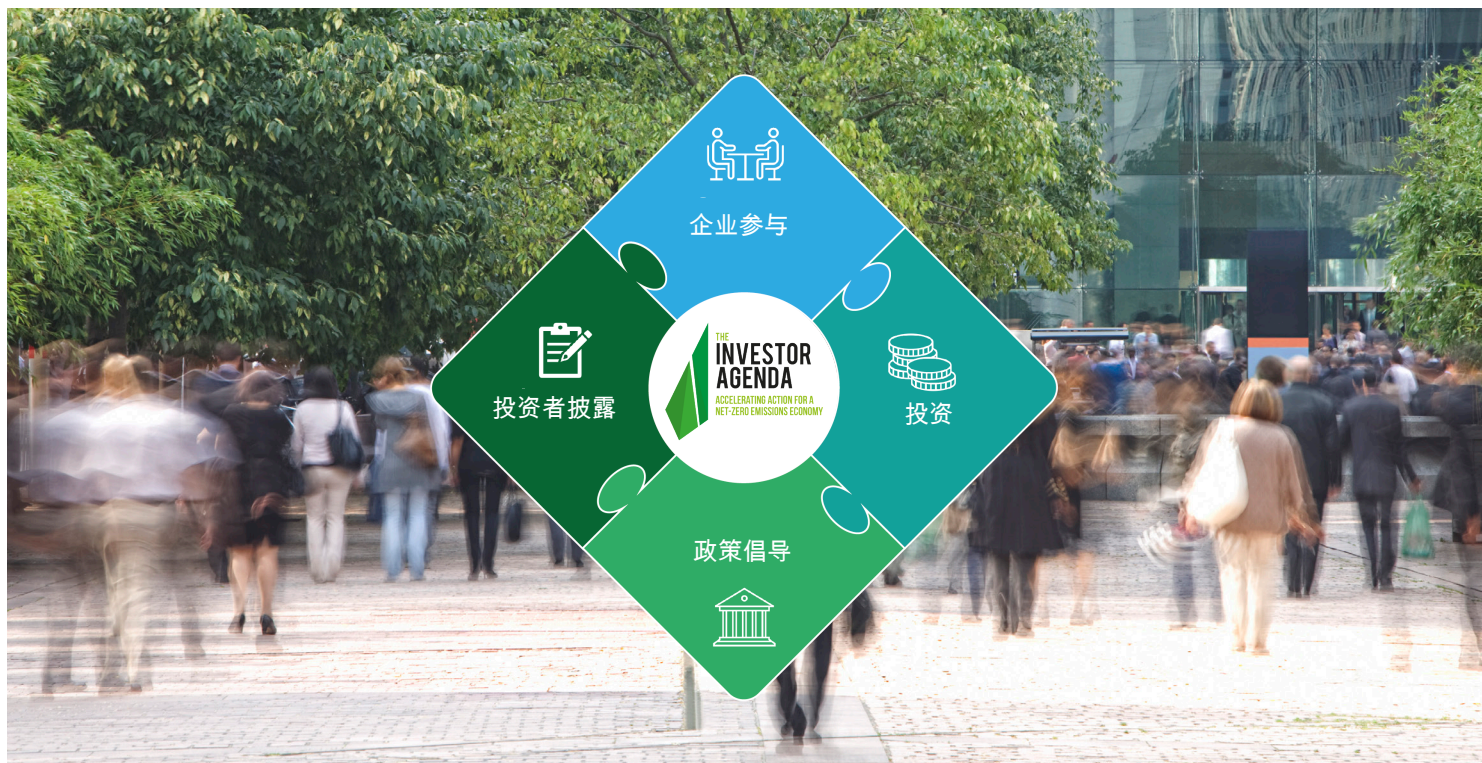 企业参与
THE
INVESTOR
AGENDA
ACCELERATING ACTION FOR A
NET-ZERO EMISSIONS ECONOMY
投资者披露
投资
政策倡导